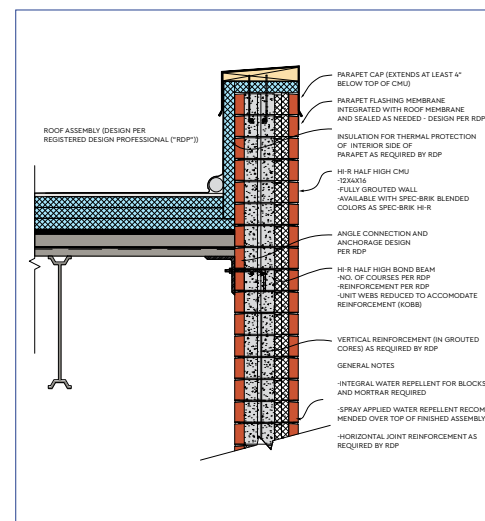 PARAPET CAP (EXTENDS AT LEAST 4"
BELOW TOP OF CMU)
PARAPET FLASHING MEMBRANE
INTEGRATED WITH ROOF MEMBRANE
AND SEALED AS NEEDED - DESIGN PER RDP
ROOF ASSEMBLY (DESIGN PER
REGISTERED DESIGN PROFESSIONAL ("RDP"))
INSULATION FOR THERMAL PROTECTION
OF INTERIOR SIDE OF
PARAPET AS REQUIRED BY RDP
HI-R HALF HIGH CMU
-12X4X16
-FULLY GROUTED WALL
-AVAILABLE WITH SPEC-BRIK BLENDED
COLORS AS SPEC-BRIK HI-R
ANGLE CONNECTION AND
ANCHORAGE DESIGN
PER RDP
HI-R HALF HIGH BOND BEAM
-NO. OF COURSES PER RDP
-REINFORCEMENT PER RDP
-UNIT WEBS REDUCED TO ACCOMODATE
REINFORCEMENT (KOBB)
VERTICAL REINFORCEMENT (IN GROUTED
CORES) AS REQUIRED BY RDP
GENERAL NOTES
-INTEGRAL WATER REPELLENT FOR BLOCKS
AND MORTRAR REQUIRED
-SPRAY APPLIED WATER REPELLENT RECOM
MENDED OVER TOP OF FINISHED ASSEMBLY
-HORIZONTAL JOINT REINFORCEMENT AS
REQUIRED BY RDP